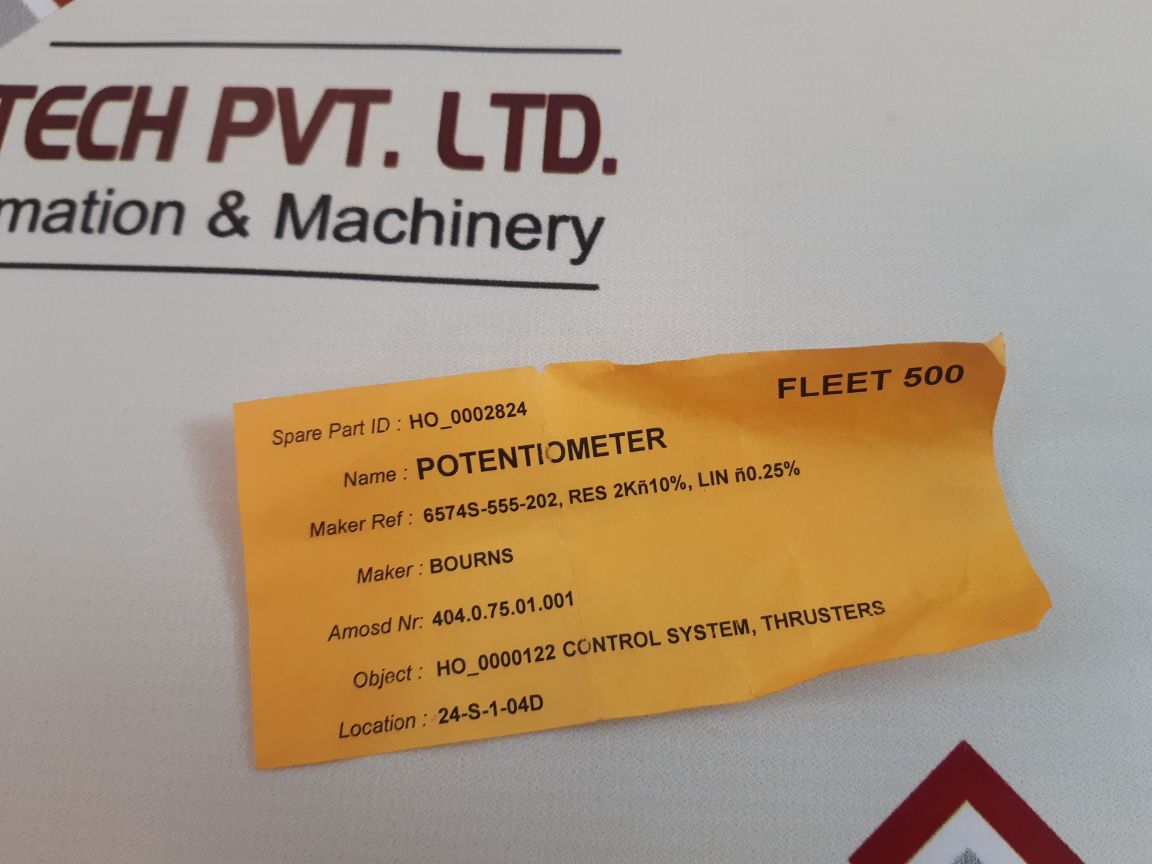 TECH PVT. LTD.
mation & Machinery
FLEET 500
Spare Part ID : HO_0002824
Name : POTENTIOMETER
Maker Ref : 6574S-555-202, RES 2Kñ10%, LIN ñ0.25%
Maker : BOURNS
Amosd Nr: 404.0.75.01.001
Object : HO_0000122 CONTROL SYSTEM, THRUSTERS
Location : 24-S-1-04D